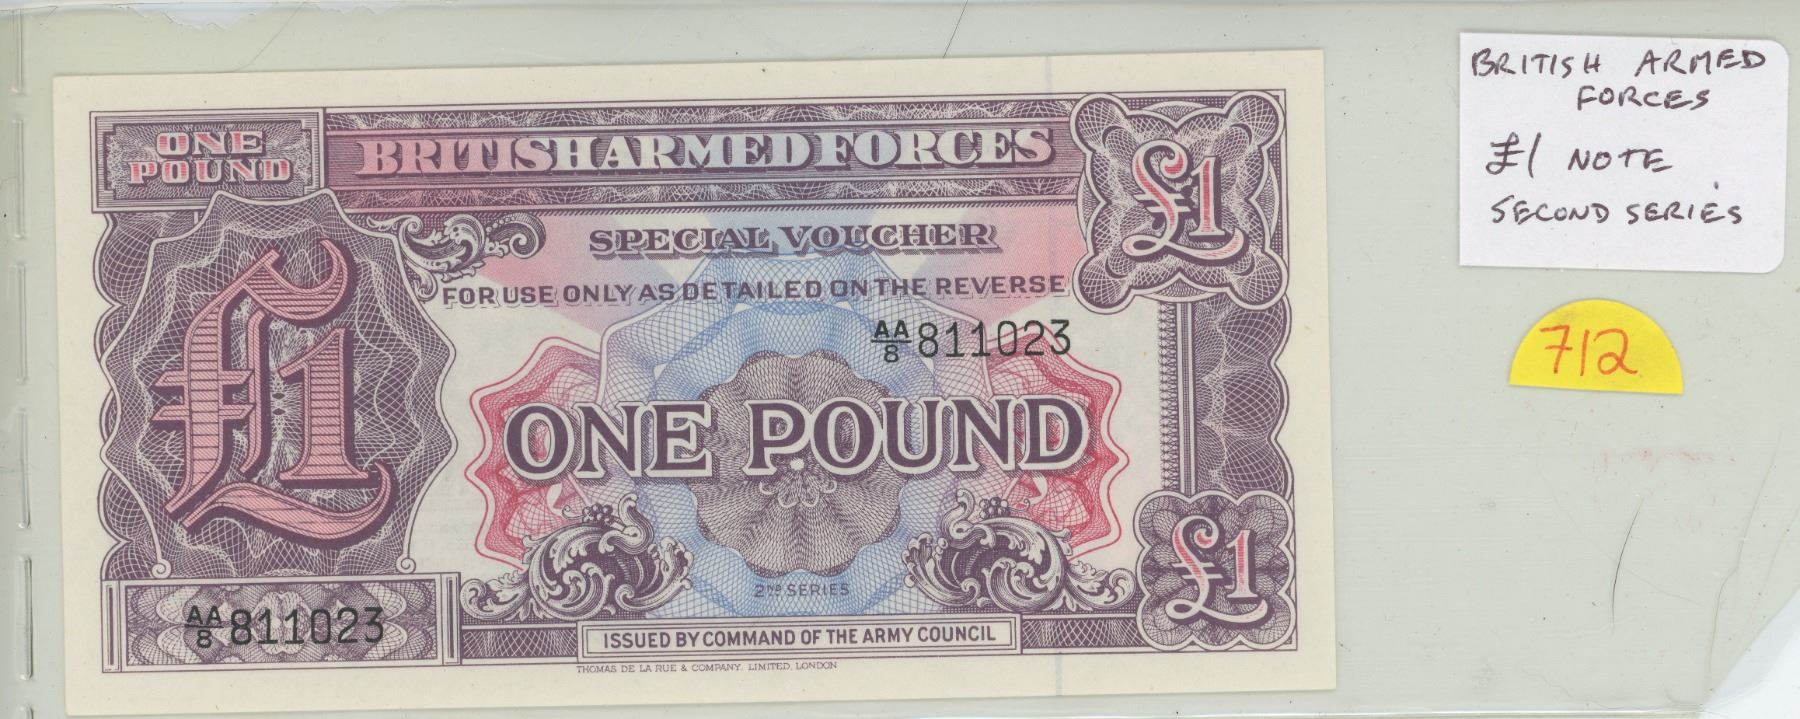 ONE
POUND
BRITISH ARMED FORCES
£1
SPECIAL VOUCHER
FOR USE ONLY AS DETAILED ON THE REVERSE
AA/8 811023
£1
ONE POUND
2ND SERIES
£1
AA/8 811023
ISSUED BY COMMAND OF THE ARMY COUNCIL
THOMAS DE LA RUE & COMPANY, LIMITED, LONDON
BRITISH ARMED
FORCES
£1 NOTE
SECOND SERIES
712